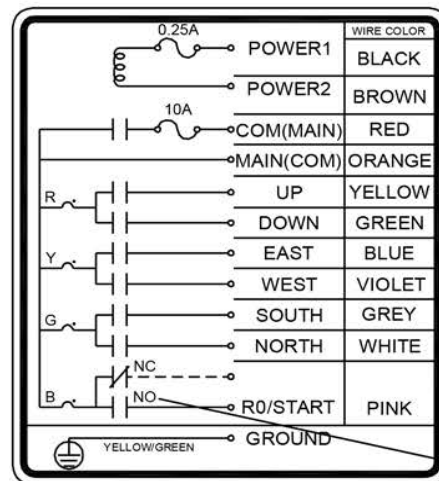 WIRE COLOR
0.25A
POWER1 BLACK
POWER2 BROWN
10A
COM(MAIN) RED
MAIN(COM) ORANGE
R UP YELLOW
DOWN GREEN
Y EAST BLUE
WEST VIOLET
G SOUTH GREY
NORTH WHITE
NC
B NO R0/START PINK
YELLOW/GREEN GROUND